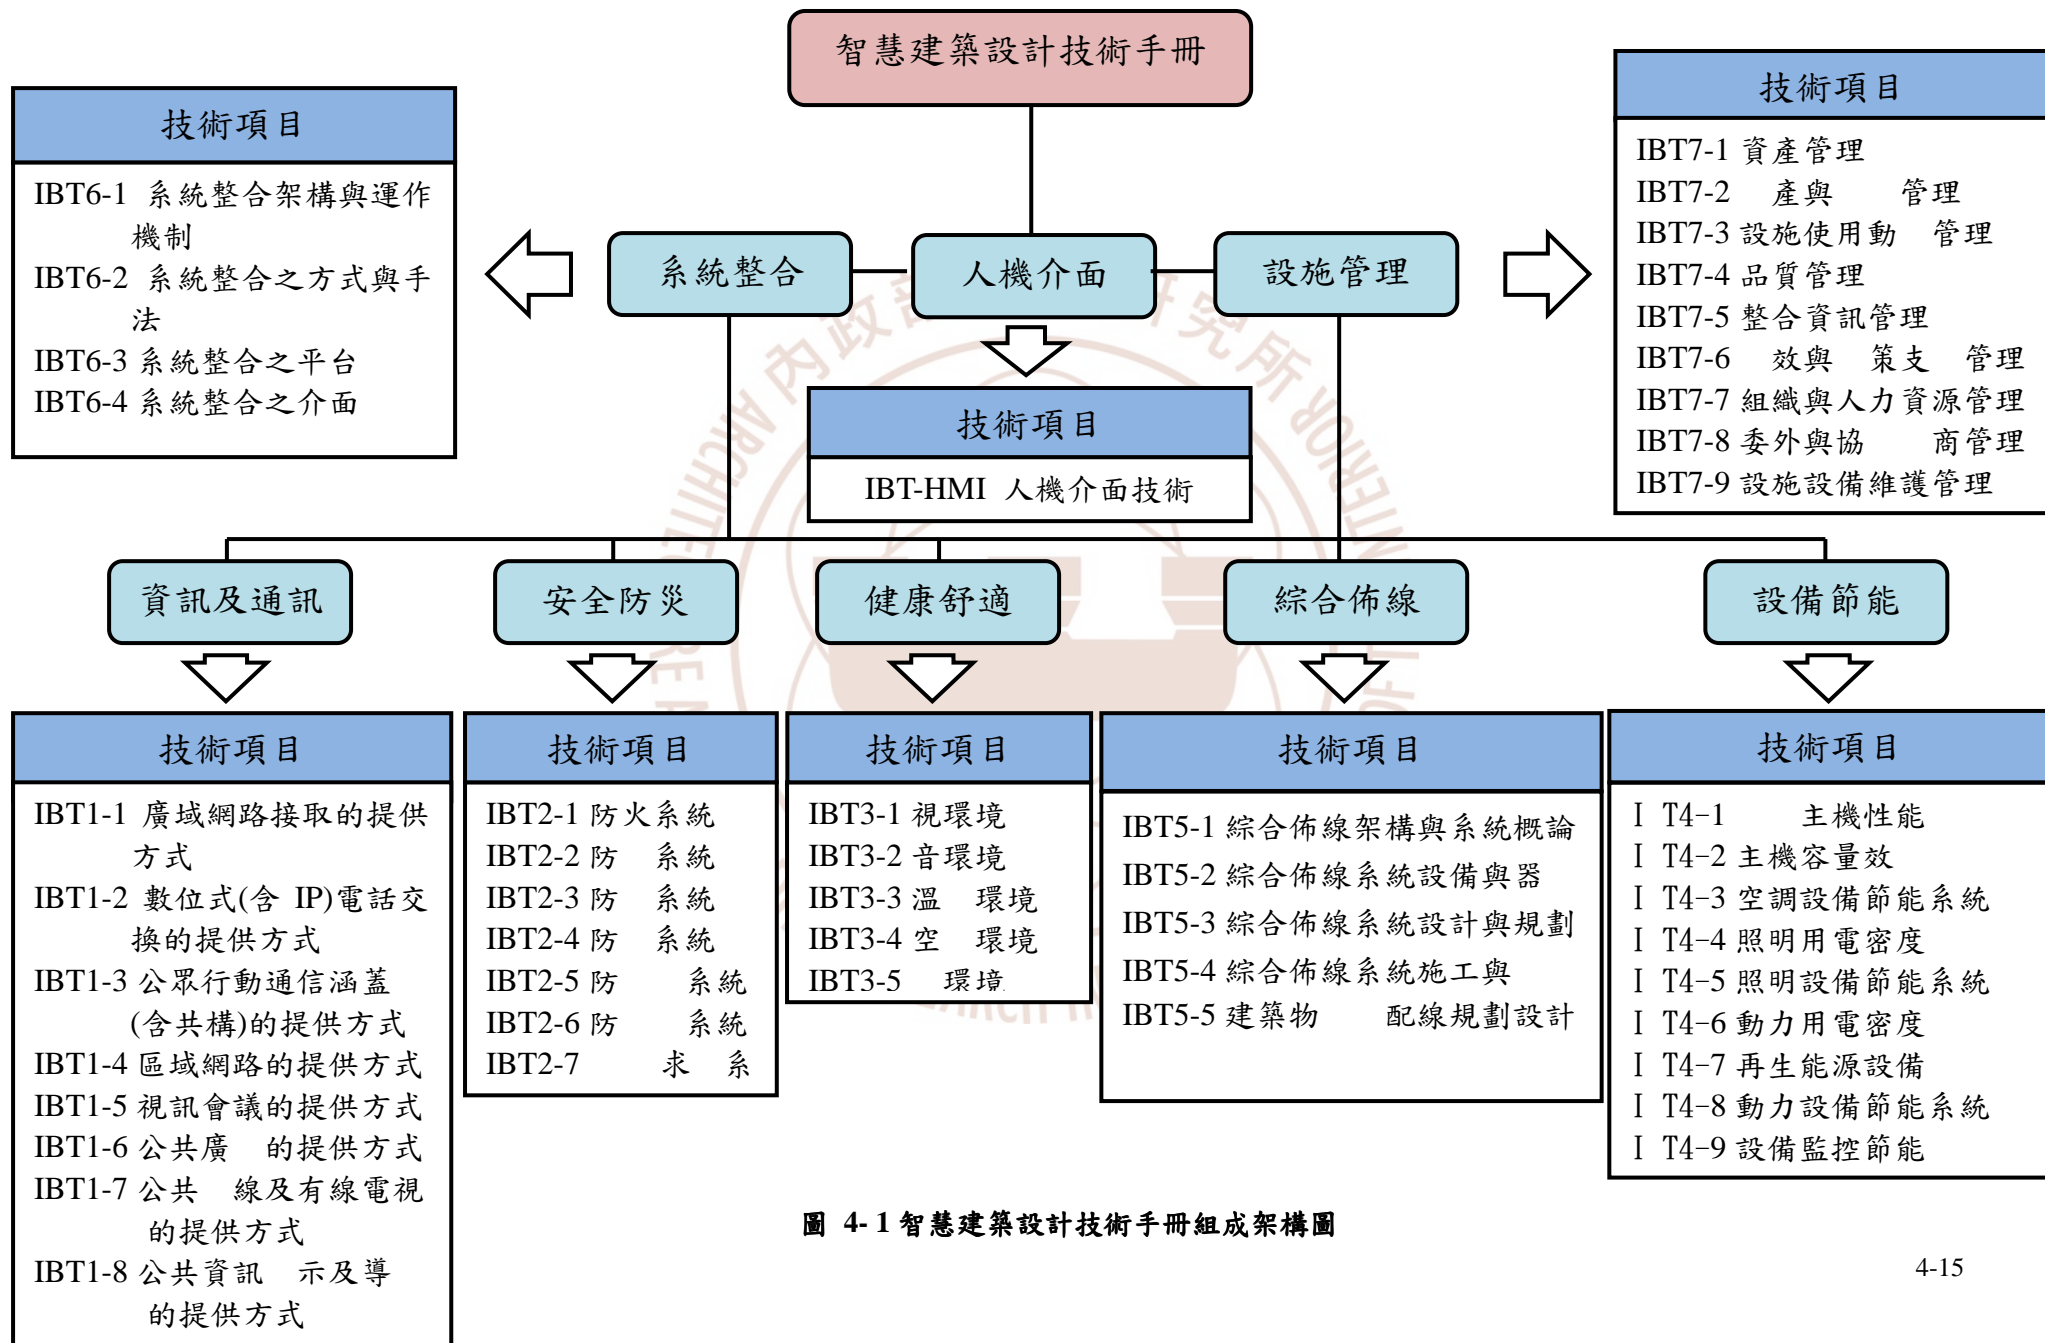 智慧建築設計技術手冊
技術項目
IBT6-1 系統整合架構與運作
機制
IBT6-2 系統整合之方式與手
法
IBT6-3 系統整合之平台
IBT6-4 系統整合之介面
系統整合
人機介面
設施管理
技術項目
IBT7-1 資產管理
IBT7-2 產與 管理
IBT7-3 設施使用動 管理
IBT7-4 品質管理
IBT7-5 整合資訊管理
IBT7-6 效與 策支 管理
IBT7-7 組織與人力資源管理
IBT7-8 委外與協 商管理
IBT7-9 設施設備維護管理
技術項目
IBT-HMI 人機介面技術
資訊及通訊
安全防災
健康舒適
綜合佈線
設備節能
技術項目
IBT1-1 廣域網路接取的提供
方式
IBT1-2 數位式(含 IP)電話交
換的提供方式
IBT1-3 公眾行動通信涵蓋
(含共構)的提供方式
IBT1-4 區域網路的提供方式
IBT1-5 視訊會議的提供方式
IBT1-6 公共廣 的提供方式
IBT1-7 公共 線及有線電視
的提供方式
IBT1-8 公共資訊 示及導
的提供方式
技術項目
IBT2-1 防火系統
IBT2-2 防 系統
IBT2-3 防 系統
IBT2-4 防 系統
IBT2-5 防 系統
IBT2-6 防 系統
IBT2-7 求 系
技術項目
IBT3-1 視環境
IBT3-2 音環境
IBT3-3 溫 環境
IBT3-4 空 環境
IBT3-5 環境
技術項目
IBT5-1 綜合佈線架構與系統概論
IBT5-2 綜合佈線系統設備與器
IBT5-3 綜合佈線系統設計與規劃
IBT5-4 綜合佈線系統施工與
IBT5-5 建築物 配線規劃設計
技術項目
I T4-1 主機性能
I T4-2 主機容量效
I T4-3 空調設備節能系統
I T4-4 照明用電密度
I T4-5 照明設備節能系統
I T4-6 動力用電密度
I T4-7 再生能源設備
I T4-8 動力設備節能系統
I T4-9 設備監控節能
圖 4- 1 智慧建築設計技術手冊組成架構圖
4-15